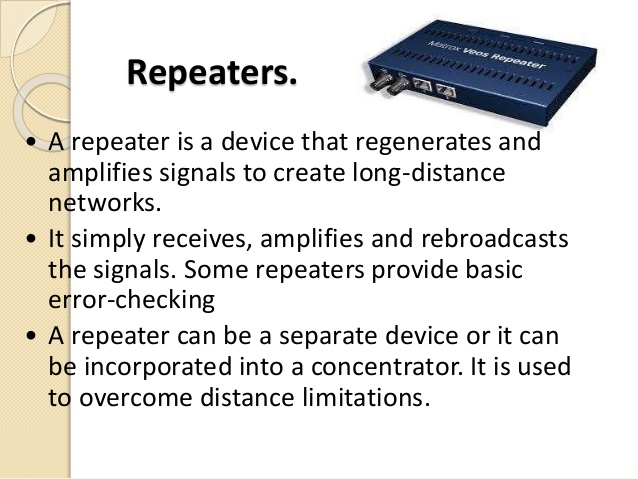 Matrox Veos Repeater
Repeaters.
• A repeater is a device that regenerates and
amplifies signals to create long-distance
networks.
• It simply receives, amplifies and rebroadcasts
the signals. Some repeaters provide basic
error-checking
• A repeater can be a separate device or it can
be incorporated into a concentrator. It is used
to overcome distance limitations.